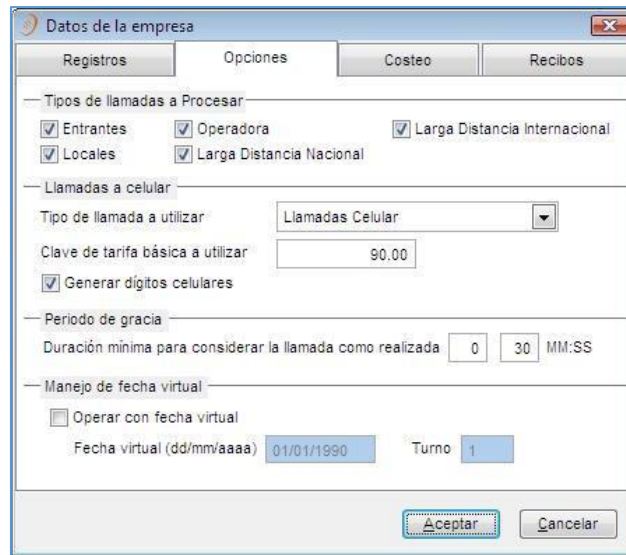 Datos de la empresa
Registros Opciones Costeo Recibos
Tipos de llamadas a Procesar
Entrantes Operadora Larga Distancia Internacional
Locales Larga Distancia Nacional
Llamadas a celular
Tipo de llamada a utilizar Llamadas Celular
Clave de tarifa básica a utilizar 90.00
Generar dígitos celulares
Periodo de gracia
Duración mínima para considerar la llamada como realizada 0 30 MM:SS
Manejo de fecha virtual
Operar con fecha virtual
Fecha virtual (dd/mm/aaaa) 01/01/1990 Turno 1
Aceptar Cancelar